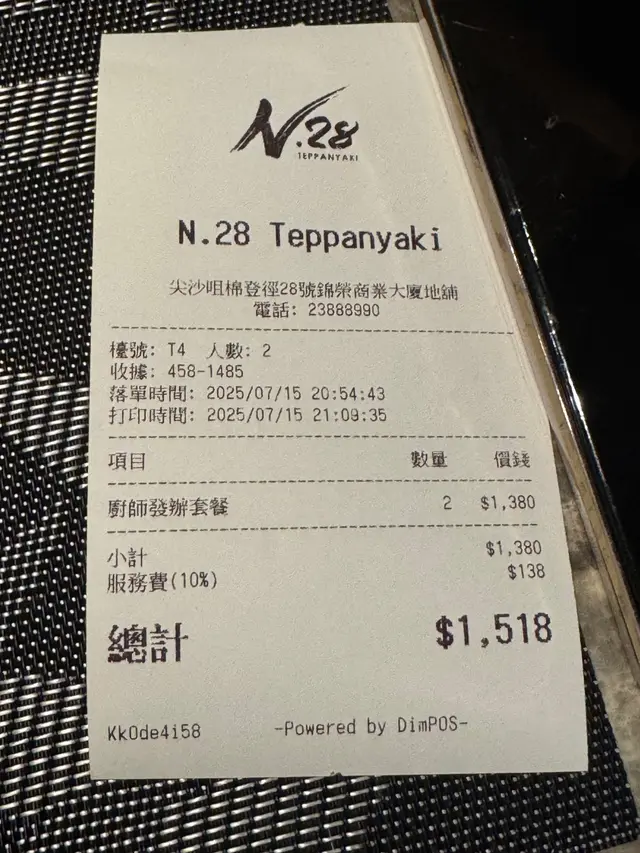 N.28
TEPPANYAKI
N.28 Teppanyaki
尖沙咀棉登徑28號錦榮商業大廈地舖
電話: 23888990
檯號: T4 人數: 2
收據: 458-1485
落單時間: 2025/07/15 20:54:43
打印時間: 2025/07/15 21:09:35
項目 數量 價錢
廚師發辦套餐 2 $1,380
小計 $1,380
服務費(10%) $138
總計 $1,518
KkOde4i58 -Powered by DimPOS-